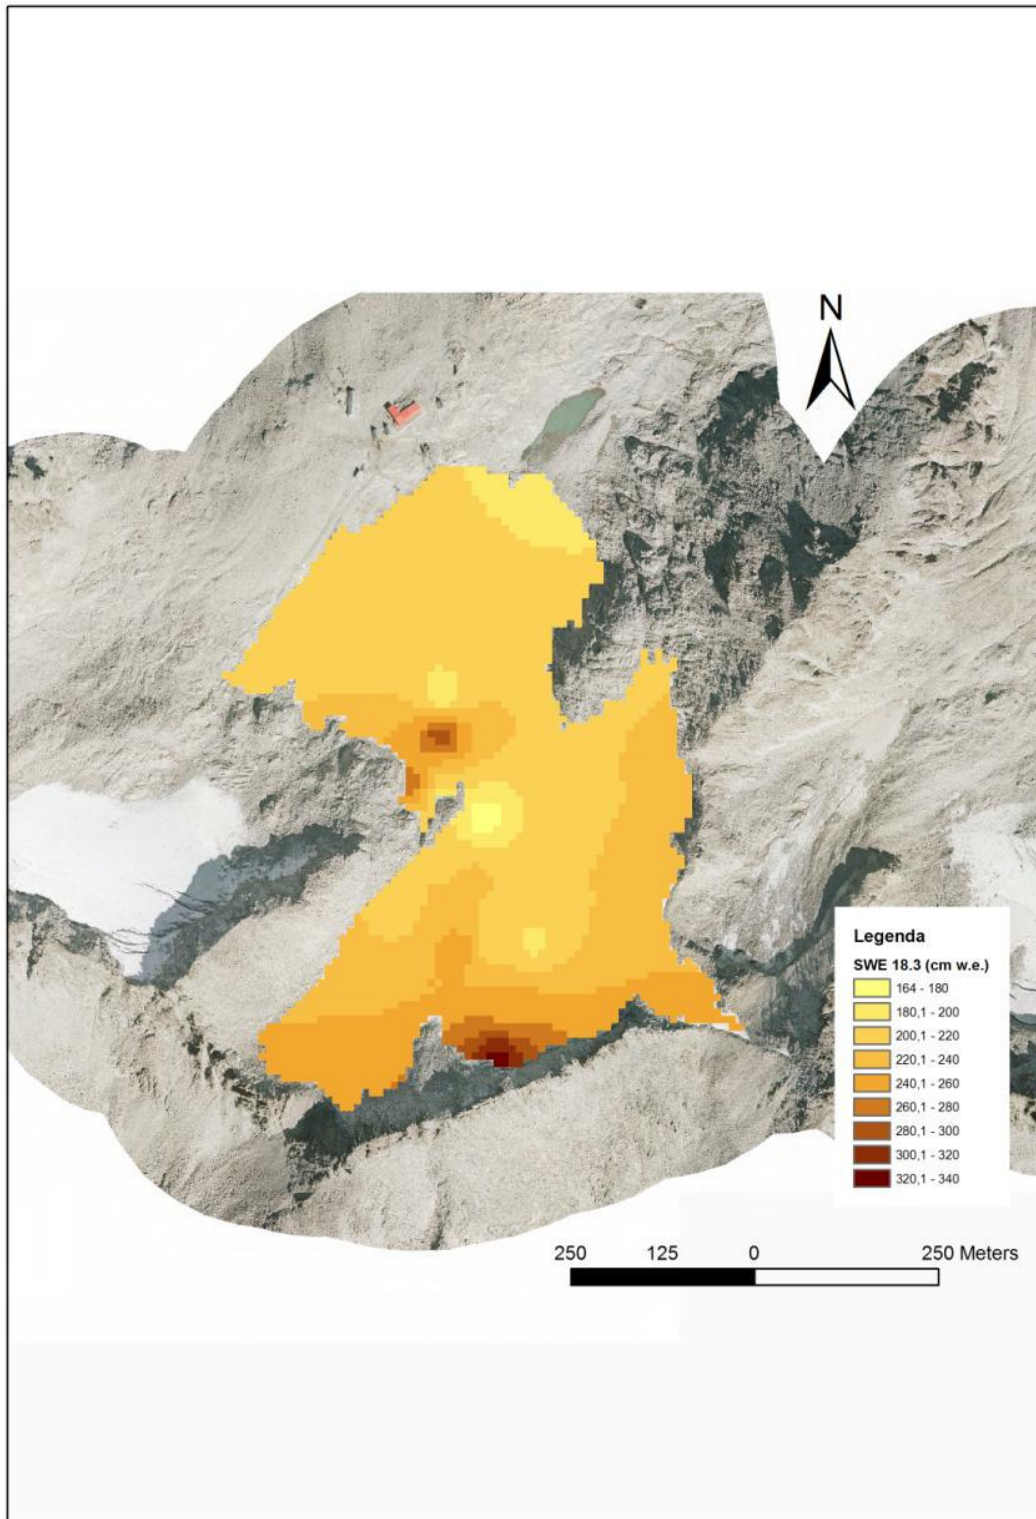 N
Legenda
SWE 18.3 (cm w.e.)
164 - 180
180,1 - 200
200,1 - 220
220,1 - 240
240,1 - 260
260,1 - 280
280,1 - 300
300,1 - 320
320,1 - 340
250 125 0 250 Meters